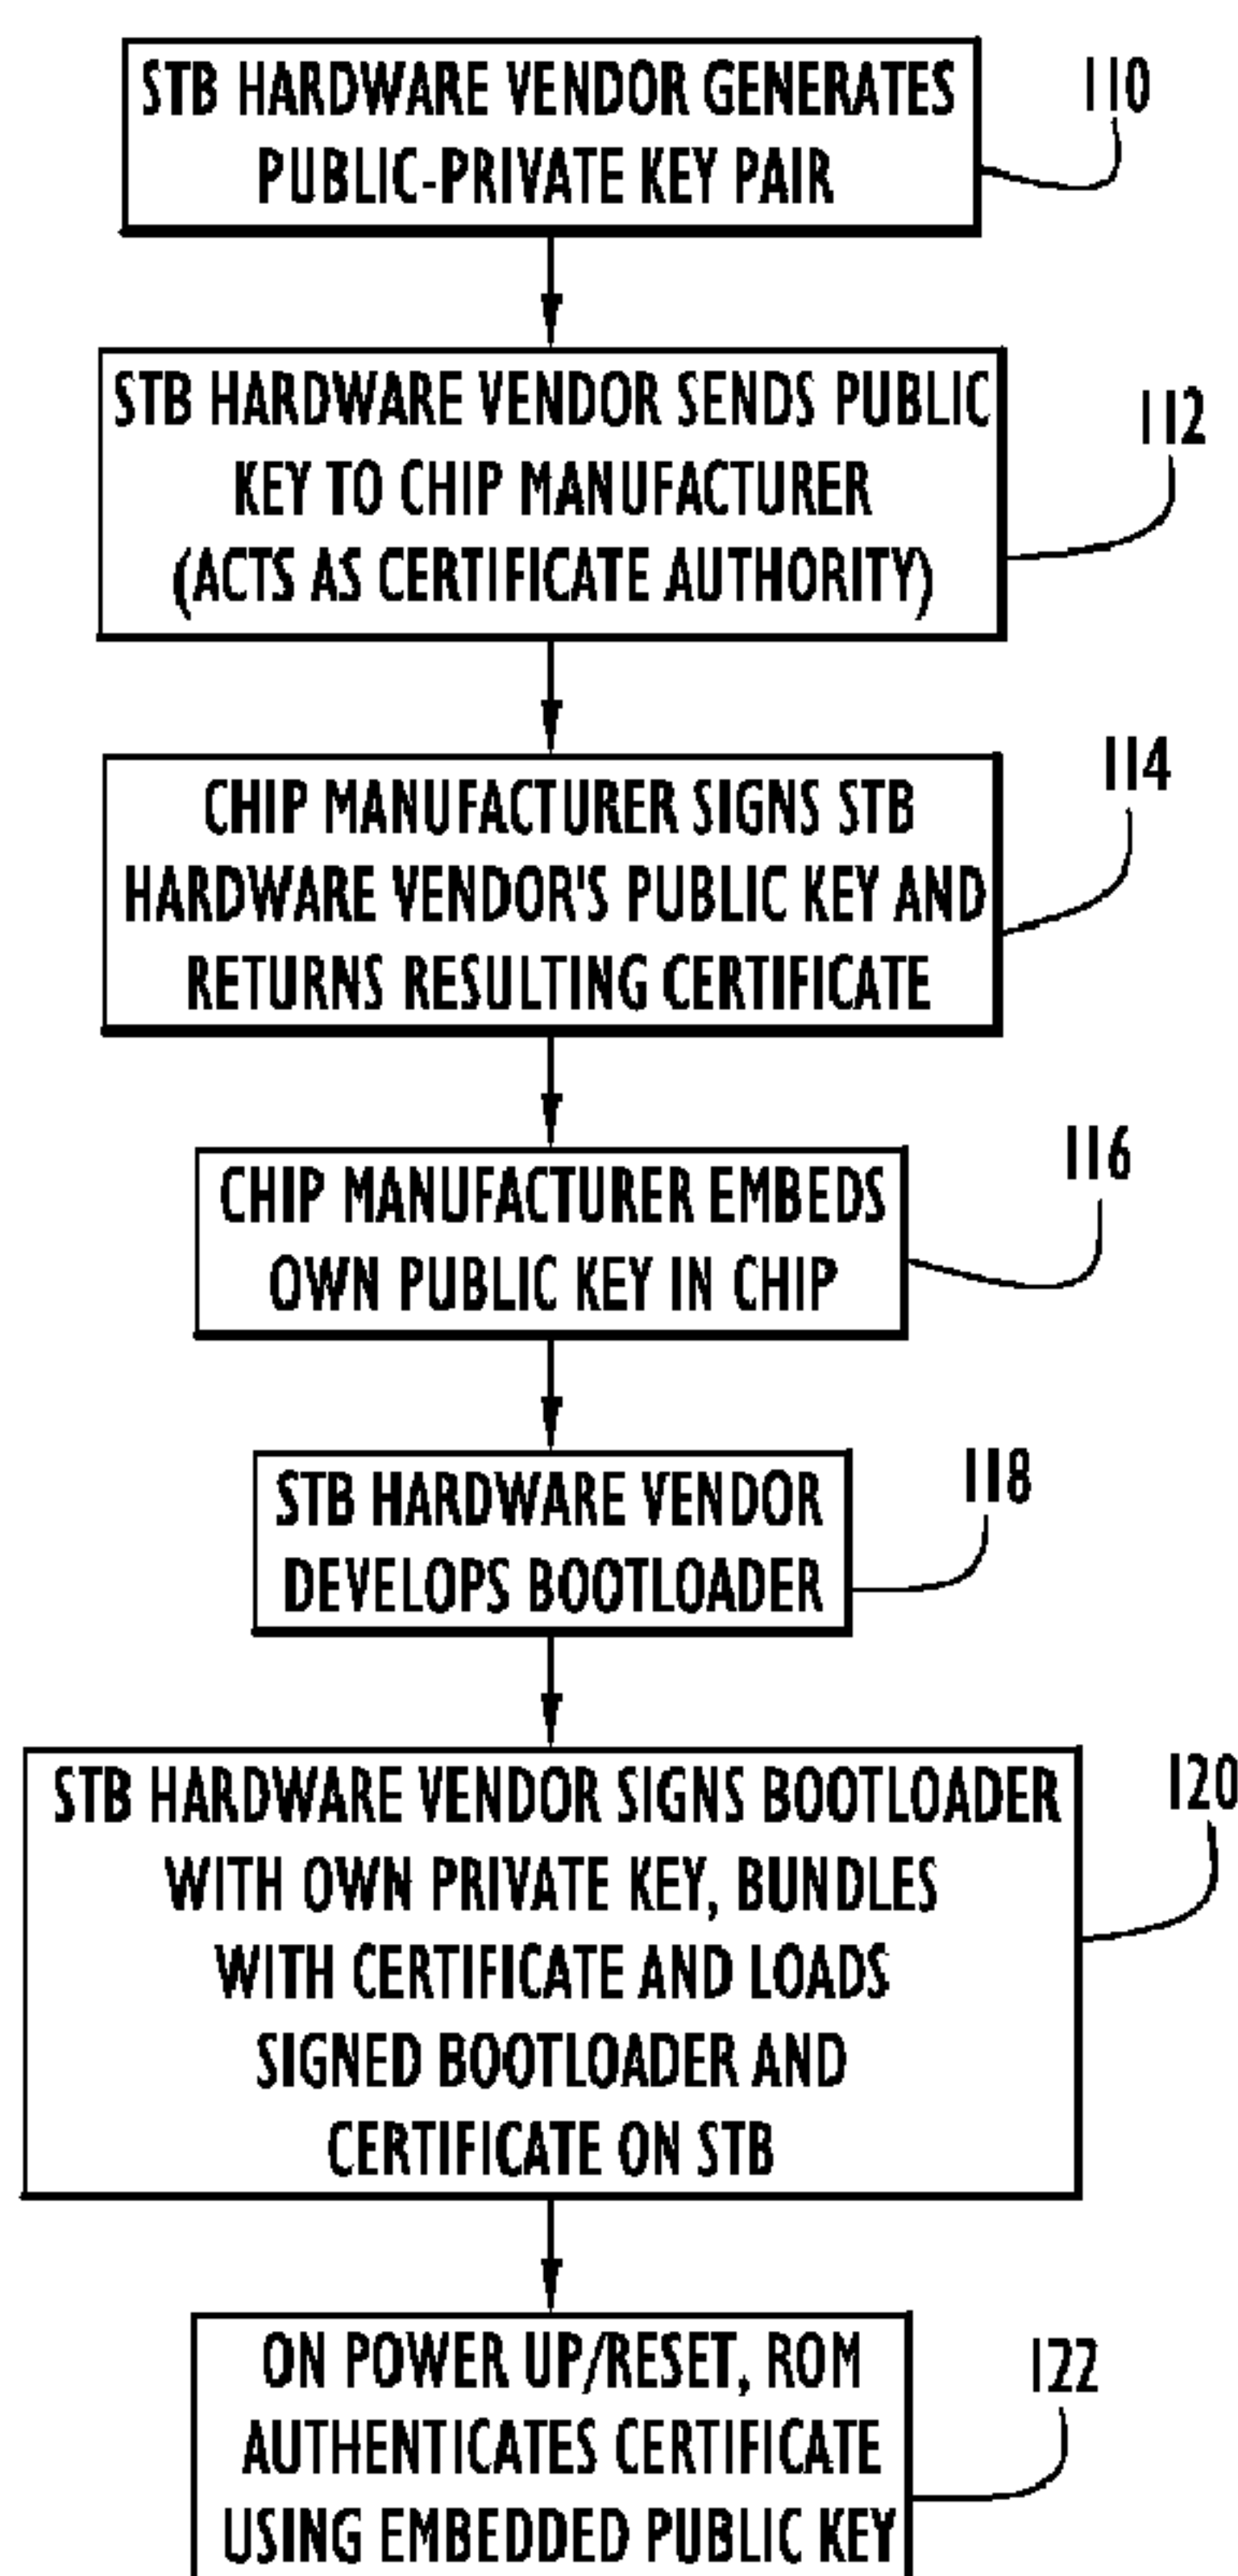 STB HARDWARE VENDOR GENERATES
PUBLIC-PRIVATE KEY PAIR
110
STB HARDWARE VENDOR SENDS PUBLIC
KEY TO CHIP MANUFACTURER
(ACTS AS CERTIFICATE AUTHORITY)
112
CHIP MANUFACTURER SIGNS STB
HARDWARE VENDOR'S PUBLIC KEY AND
RETURNS RESULTING CERTIFICATE
114
CHIP MANUFACTURER EMBEDS
OWN PUBLIC KEY IN CHIP
116
STB HARDWARE VENDOR
DEVELOPS BOOTLOADER
118
STB HARDWARE VENDOR SIGNS BOOTLOADER
WITH OWN PRIVATE KEY, BUNDLES
WITH CERTIFICATE AND LOADS
SIGNED BOOTLOADER AND
CERTIFICATE ON STB
120
ON POWER UP/RESET, ROM
AUTHENTICATES CERTIFICATE
USING EMBEDDED PUBLIC KEY
122